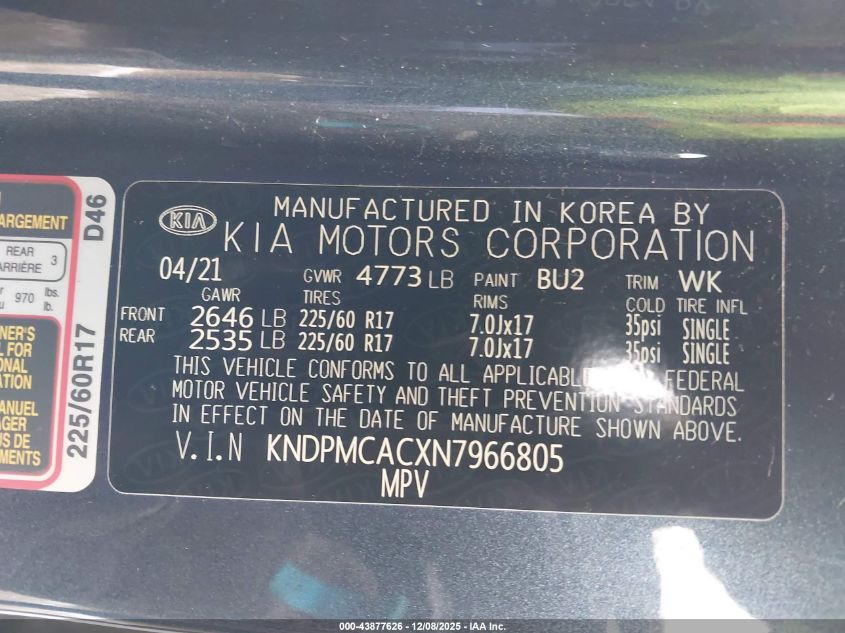 ARGEMENT
REAR 3
ARRIÈRE
970 lbs.
lb.
NER'S
L FOR
ONAL
ATION
ANUEL
AGER
US DE
MENTS
225/60R17 D46
KIA
MANUFACTURED IN KOREA BY
KIA MOTORS CORPORATION
04/21 GVWR 4773 LB PAINT BU2 TRIM WK
GAWR TIRES RIMS COLD TIRE INFL
FRONT 2646 LB 225/60 R17 7.0Jx17 35psi SINGLE
REAR 2535 LB 225/60 R17 7.0Jx17 35psi SINGLE
THIS VEHICLE CONFORMS TO ALL APPLICABLE FEDERAL
MOTOR VEHICLE SAFETY AND THEFT PREVENTION STANDARDS
IN EFFECT ON THE DATE OF MANUFACTURE SHOWN ABOVE.
V.I.N KNDPMCACXN7966805
MPV
000-43877626 - 12/08/2025 - IAA Inc.